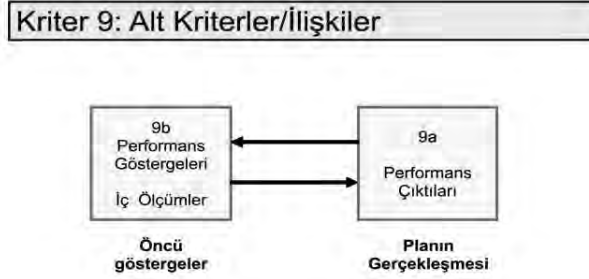 Kriter 9: Alt Kriterler/İlişkiler
9b
Performans
Göstergeleri
İç Ölçümler
9a
Performans
Çıktıları
Öncü
göstergeler
Planın
Gerçekleşmesi